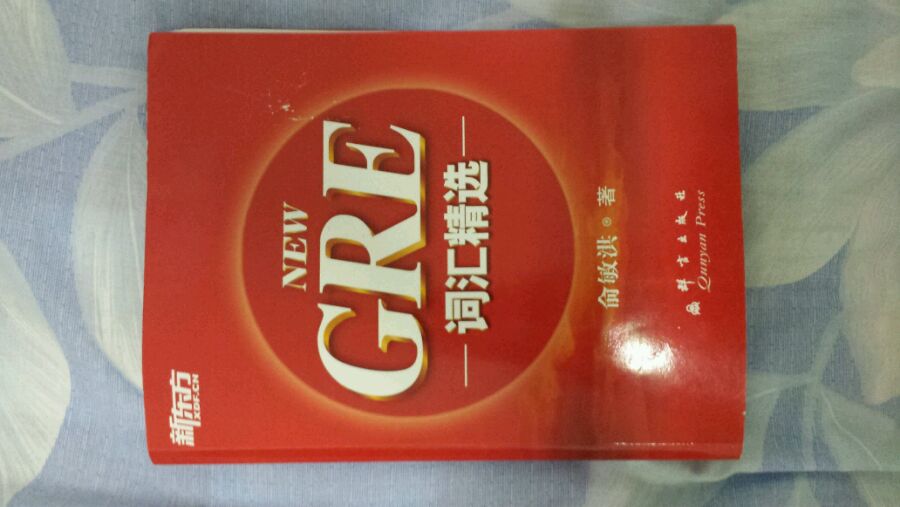 新东方
XDF.CN
NEW
GRE
词汇精选
俞敏洪 ⊙ 著
群言出版社
Qunyan Press